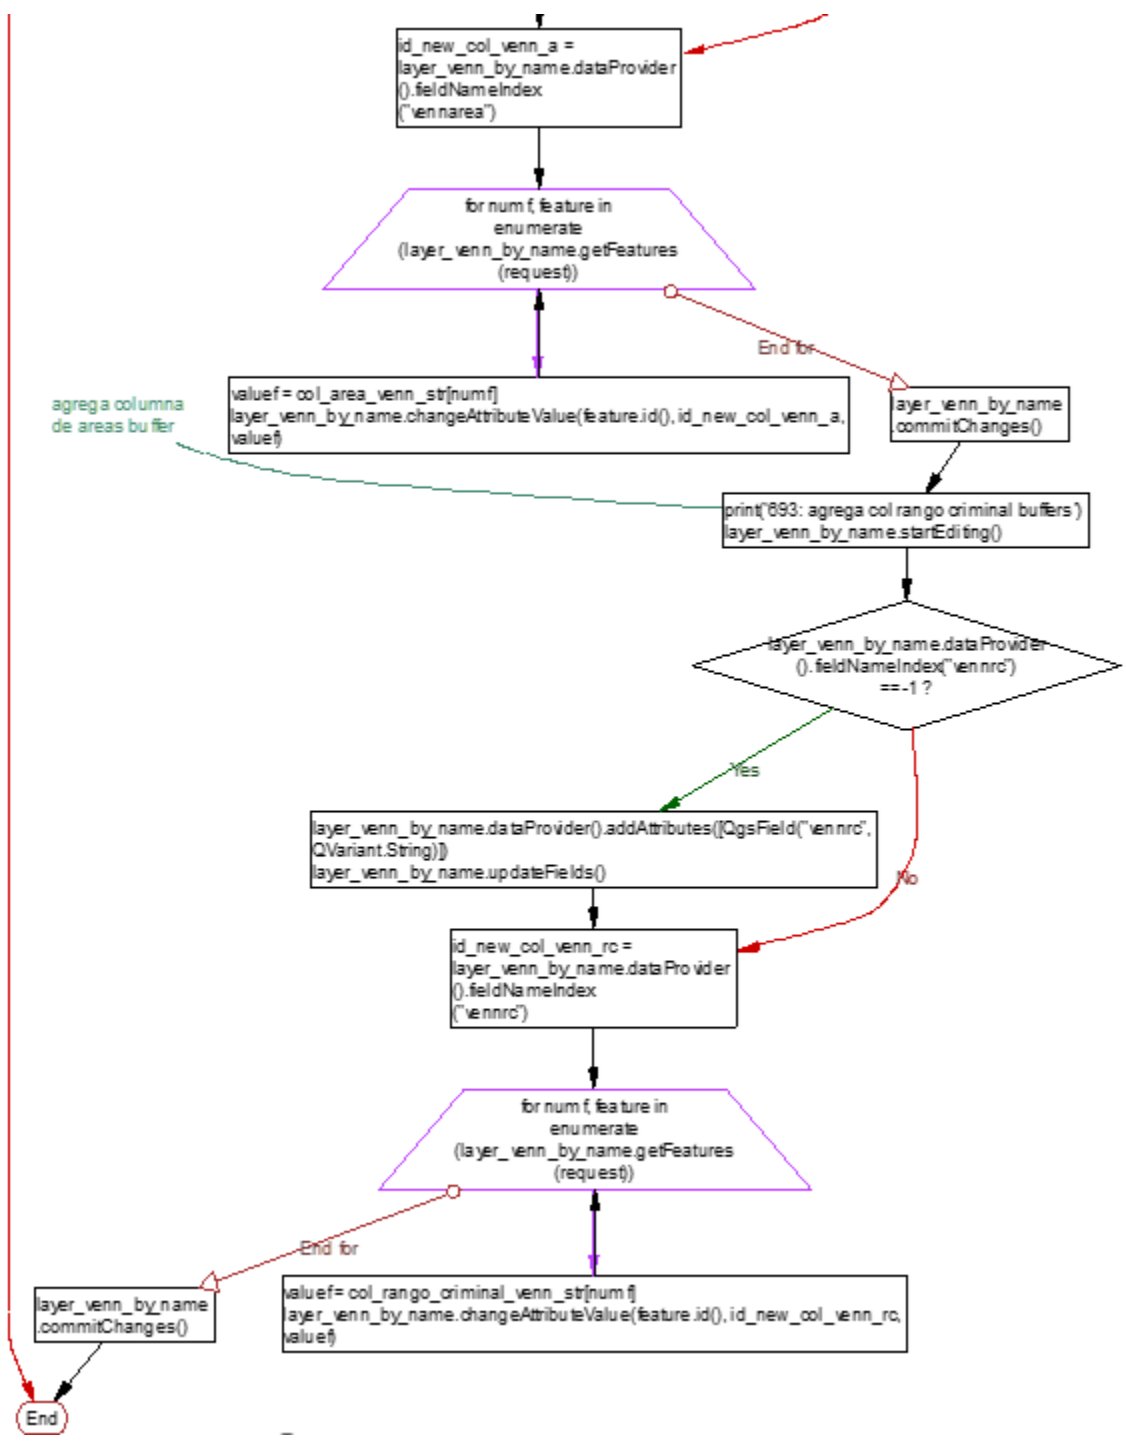 id_new_col_venn_a =
layer_venn_by_name.dataProvider
().fieldNameIndex
("vennarea")
for numf, feature in
enumerate
(layer_venn_by_name.getFeatures
(request))
End for
valuef = col_area_venn_str[numf]
layer_venn_by_name.changeAttributeValue(feature.id(), id_new_col_venn_a,
valuef)
agrega columna
de areas buffer
layer_venn_by_name
.commitChanges()
print('693: agrega col rango criminal buffers')
layer_venn_by_name.startEditing()
layer_venn_by_name.dataProvider
().fieldNameIndex("vennrc")
==-1 ?
Yes
layer_venn_by_name.dataProvider().addAttributes([QgsField("vennrc",
QVariant.String)])
layer_venn_by_name.updateFields()
No
id_new_col_venn_rc =
layer_venn_by_name.dataProvider
().fieldNameIndex
("vennrc")
for numf, feature in
enumerate
(layer_venn_by_name.getFeatures
(request))
End for
valuef= col_rango_criminal_venn_str[numf]
layer_venn_by_name.changeAttributeValue(feature.id(), id_new_col_venn_rc,
valuef)
layer_venn_by_name
.commitChanges()
End